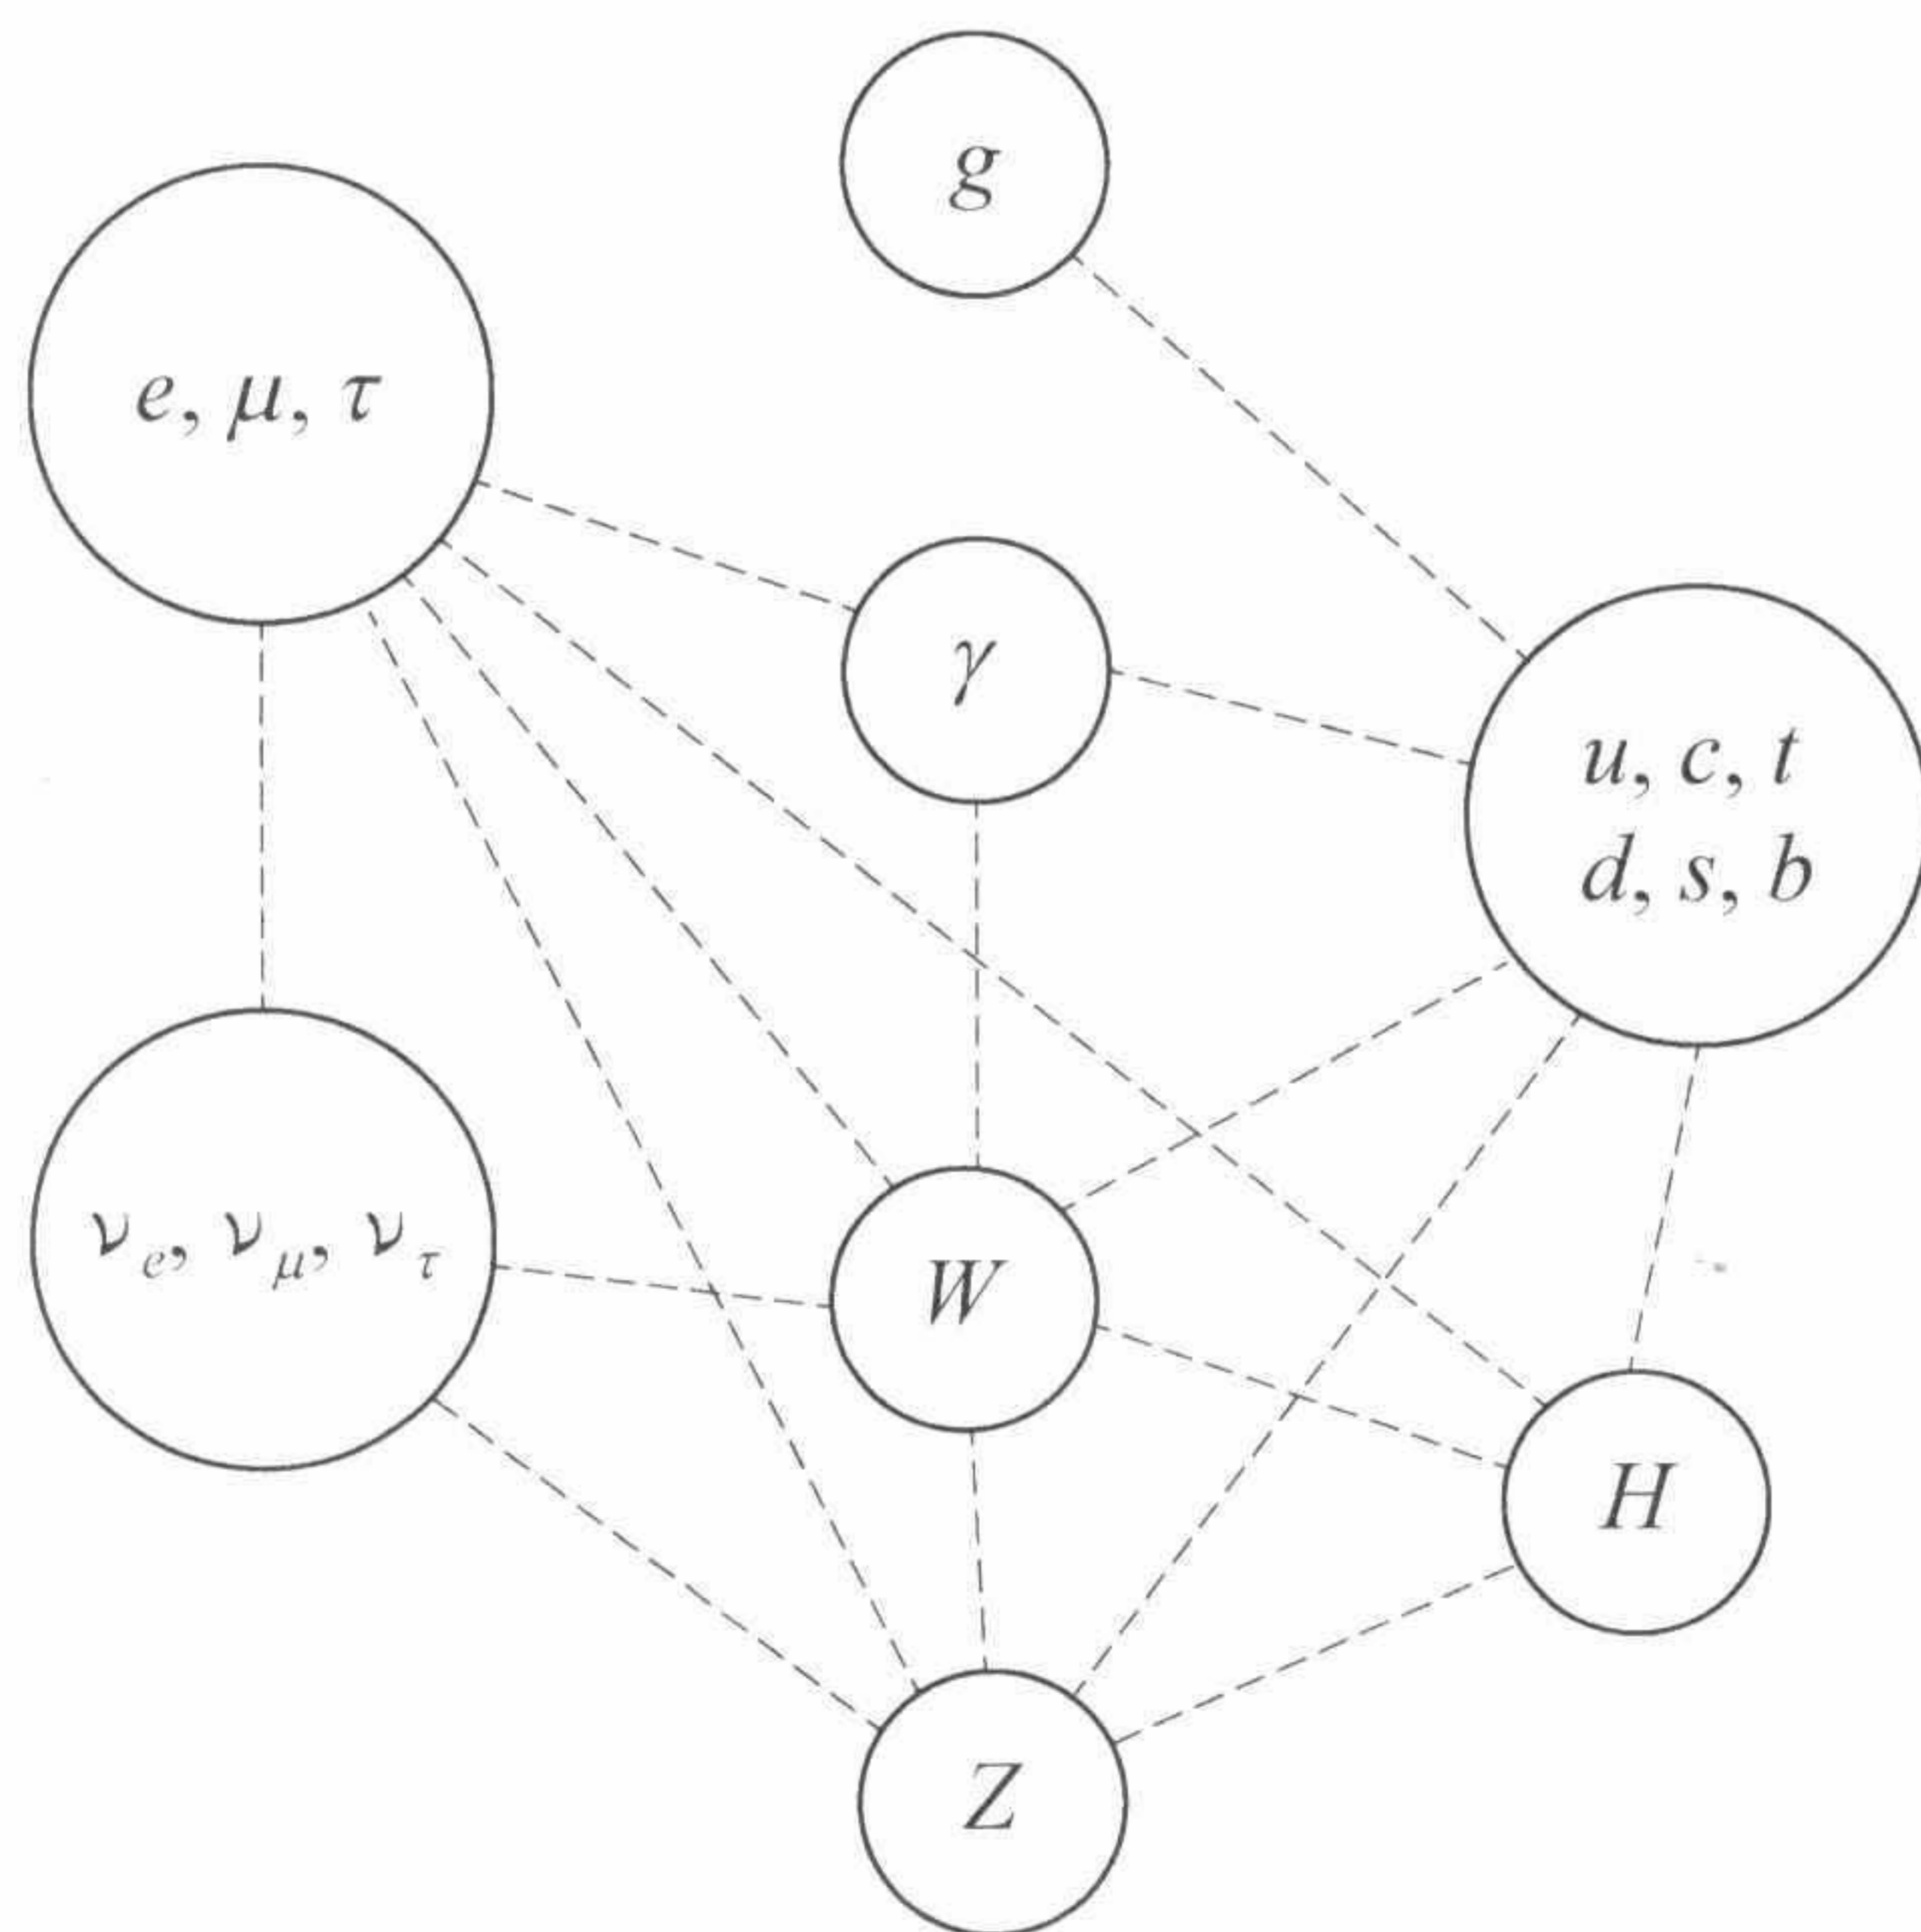 g
e, μ, τ
γ
u, c, t
d, s, b
ν_e, ν_μ, ν_τ
W
H
Z